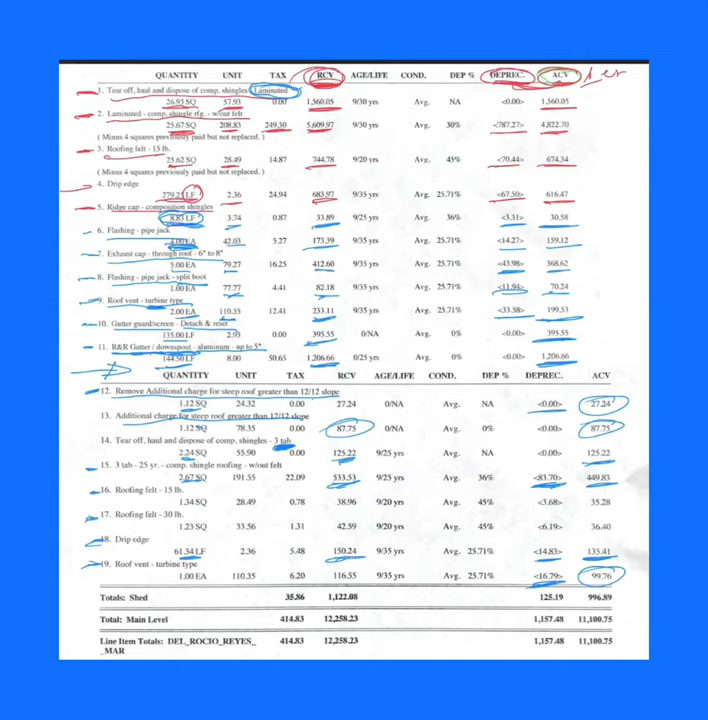 QUANTITY UNIT TAX RCV AGE/LIFE COND. DEP % DEPREC. ACV
1. Tear off, haul and dispose of comp. shingles - Laminated
26.93 SQ 57.93 0.00 1,560.05 9/30 yrs Avg. NA <0.00> 1,560.05
2. Laminated - comp. shingle rfg. - w/out felt
25.67 SQ 208.83 249.30 5,609.97 9/30 yrs Avg. 30% <787.27> 4,822.70
( Minus 4 squares previously paid but not replaced. )
3. Roofing felt - 15 lb.
25.62 SQ 28.49 14.87 744.78 9/20 yrs Avg. 45% <70.44> 674.34
(Minus 4 squares previously paid but not replaced. )
4. Drip edge
279.25 LF 2.36 24.94 683.97 9/35 yrs Avg. 25.71% <67.50> 616.47
5. Ridge cap - composition shingles
8.83 LF 3.74 0.87 33.89 9/25 yrs Avg. 36% <3.31> 30.58
6. Flashing - pipe jack
4.00 EA 42.03 5.27 173.39 9/35 yrs Avg. 25.71% <14.27> 159.12
7. Exhaust cap - through roof - 6" to 8"
5.00 EA 79.27 16.25 412.60 9/35 yrs Avg. 25.71% <43.98> 368.62
8. Flashing - pipe jack - split boot
1.00 EA 77.77 4.41 82.18 9/35 yrs Avg. 25.71% <11.94> 70.24
9. Roof vent - turbine type
2.00 EA 110.35 12.41 233.11 9/35 yrs Avg. 25.71% <33.58> 199.53
10. Gutter guard/screen - Detach & reset
135.00 LF 2.93 0.00 395.55 0/NA Avg. 0% <0.00> 395.55
11. R&R Gutter / downspout - aluminum - up to 5"
144.50 LF 8.00 50.65 1,206.66 0/25 yrs Avg. 0% <0.00> 1,206.66
QUANTITY UNIT TAX RCV AGE/LIFE COND. DEP % DEPREC. ACV
12. Remove Additional charge for steep roof greater than 12/12 slope
1.12 SQ 24.32 0.00 27.24 0/NA Avg. NA <0.00> 27.24
13. Additional charge for steep roof greater than 12/12 slope
1.12 SQ 78.35 0.00 87.75 0/NA Avg. 0% <0.00> 87.75
14. Tear off, haul and dispose of comp. shingles - 3 tab
2.24 SQ 55.90 0.00 125.22 9/25 yrs Avg. NA <0.00> 125.22
15. 3 tab - 25 yr. - comp. shingle roofing - w/out felt
2.67 SQ 191.55 22.09 533.53 9/25 yrs Avg. 36% <83.70> 449.83
16. Roofing felt - 15 lb.
1.34 SQ 28.49 0.78 38.96 9/20 yrs Avg. 45% <3.68> 35.28
17. Roofing felt - 30 lb.
1.23 SQ 33.56 1.31 42.59 9/20 yrs Avg. 45% <6.19> 36.40
18. Drip edge
61.34 LF 2.36 5.48 150.24 9/35 yrs Avg. 25.71% <14.83> 135.41
19. Roof vent - turbine type
1.00 EA 110.35 6.20 116.55 9/35 yrs Avg. 25.71% <16.79> 99.76
Totals: Shed 35.86 1,122.08 125.19 996.89
Total: Main Level 414.83 12,258.23 1,157.48 11,100.75
Line Item Totals: DEL_ROCIO_REYES_ 414.83 12,258.23 1,157.48 11,100.75
_MAR